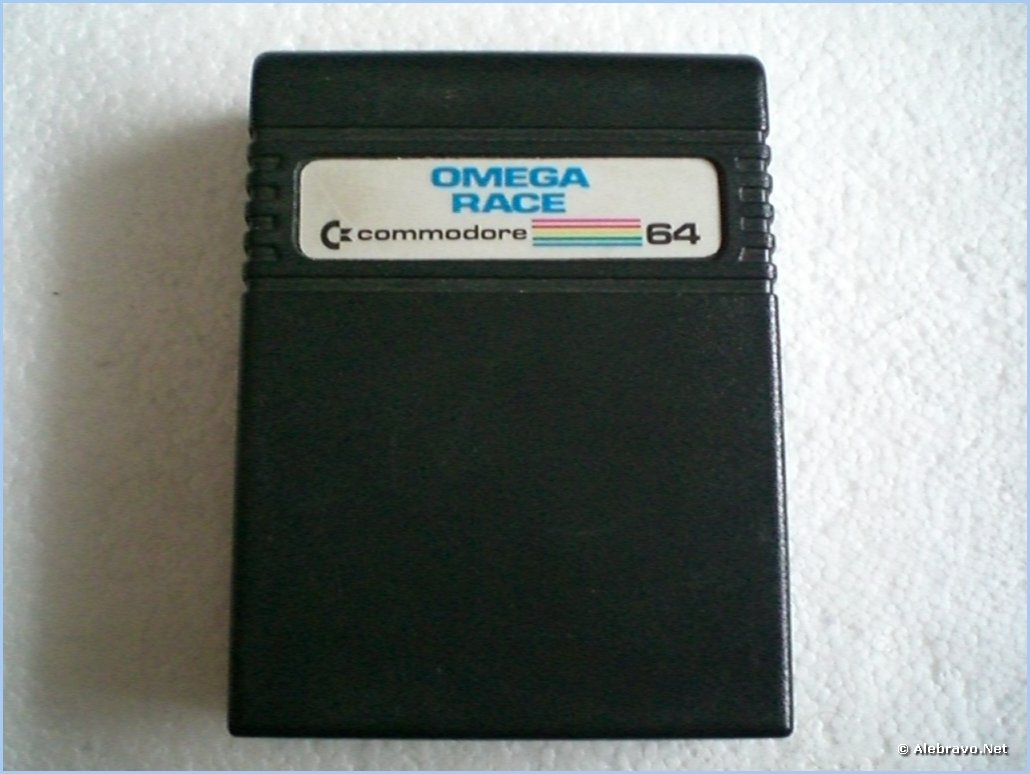 OMEGA
RACE
commodore 64
© Alebravo.Net